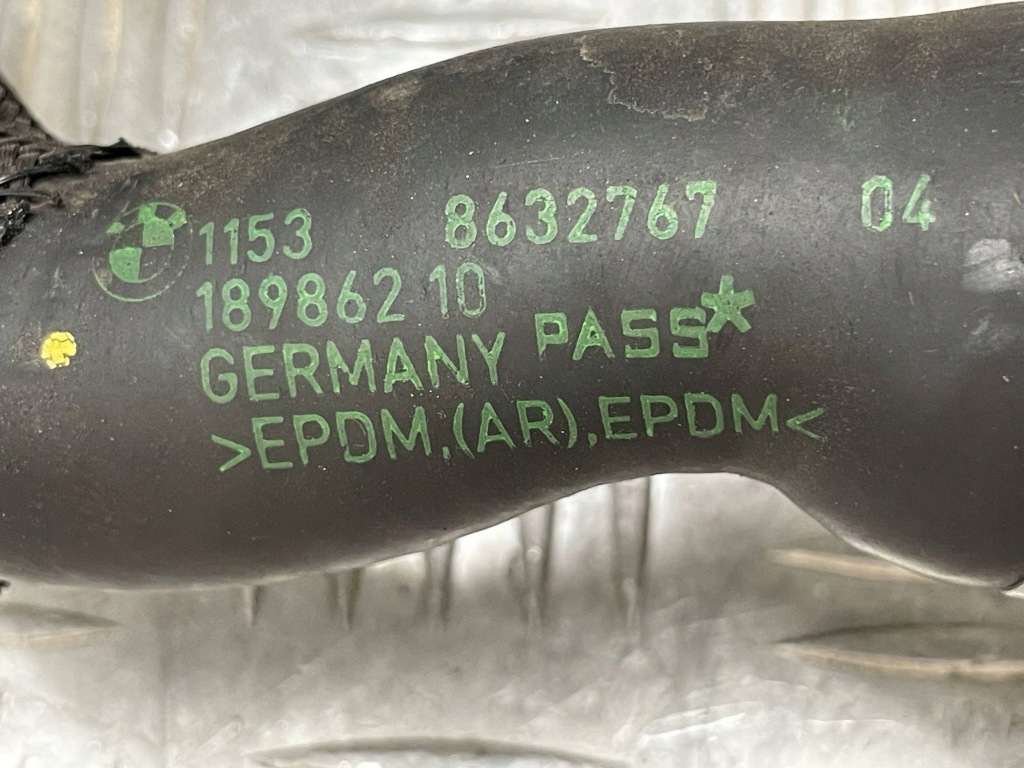 1153 8632767 04
189862 10
GERMANY PASS*
>EPDM,(AR),EPDM<